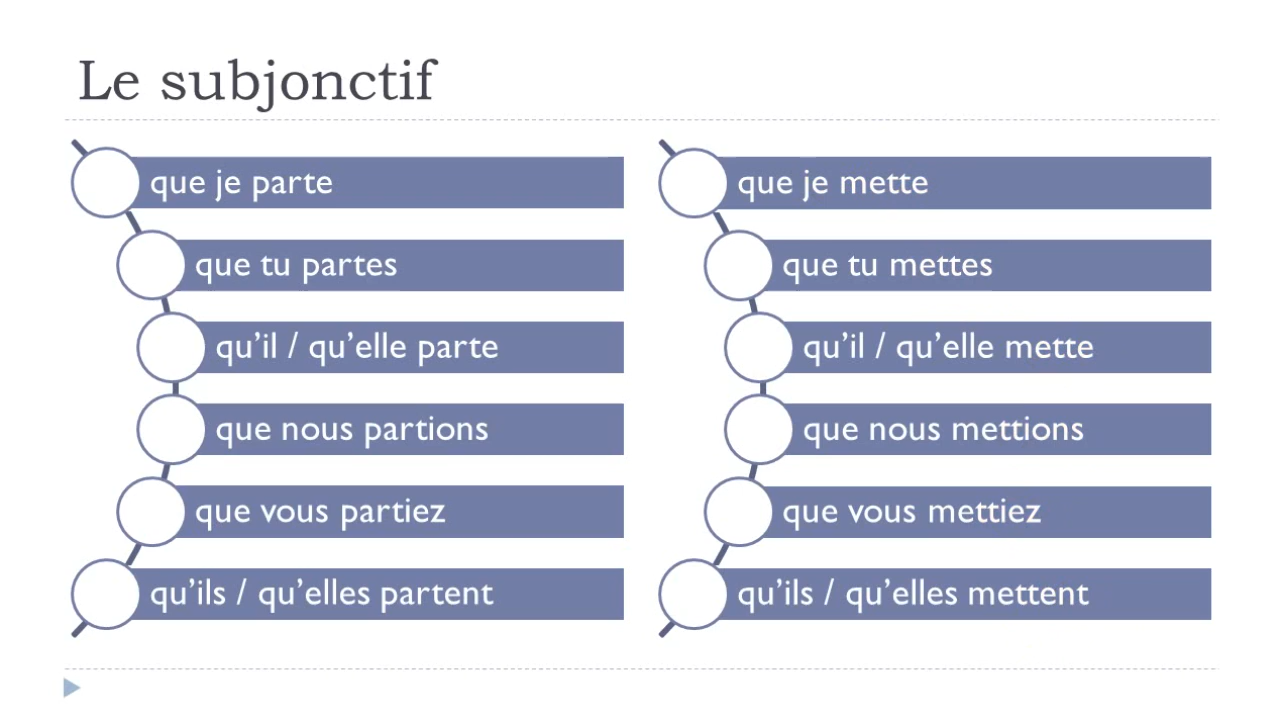 Le subjonctif
que je parte
que tu partes
qu’il / qu’elle parte
que nous partions
que vous partiez
qu’ils / qu’elles partent
que je mette
que tu mettes
qu’il / qu’elle mette
que nous mettions
que vous mettiez
qu’ils / qu’elles mettent